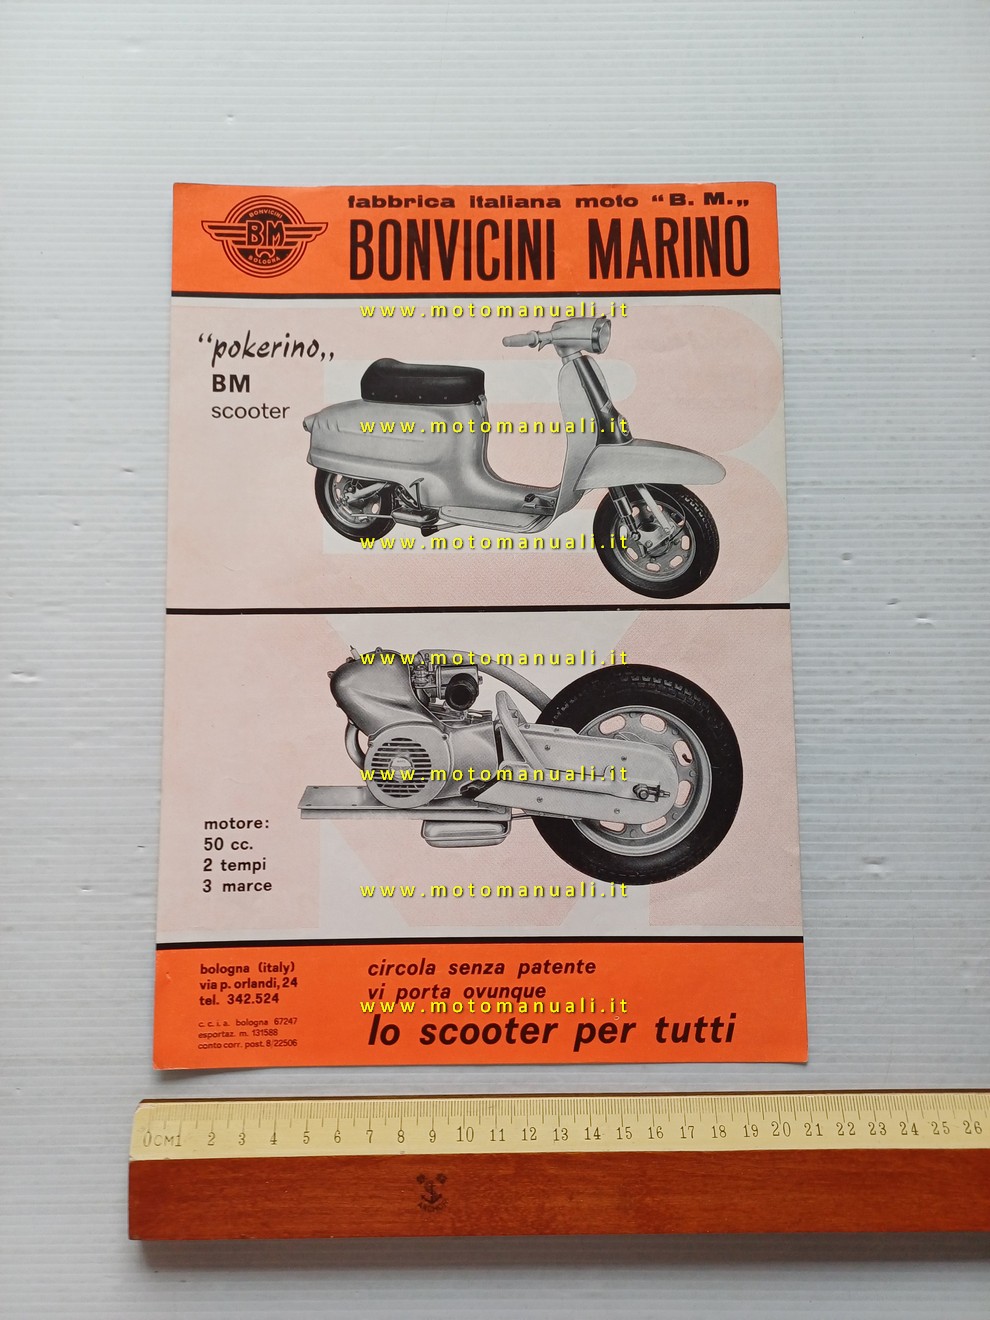 fabbrica italiana moto “B. M.„
BONVICINI MARINO
BONVICINI
BM
BOLOGNA
www.motomanuali.it
“pokerino„
BM
scooter
www.motomanuali.it
www.motomanuali.it
www.motomanuali.it
www.motomanuali.it
motore:
50 cc.
2 tempi
3 marce
www.motomanuali.it
bologna (italy)
via p. orlandi, 24
tel. 342.524
c.c.i.a. bologna 67247
esportaz. m. 131588
conto corr. post. 8/22506
circola senza patente
vi porta ovunque
www.motomanuali.it
lo scooter per tutti
0CM1 2 3 4 5 6 7 8 9 10 11 12 13 14 15 16 17 18 19 20 21 22 23 24 25 26